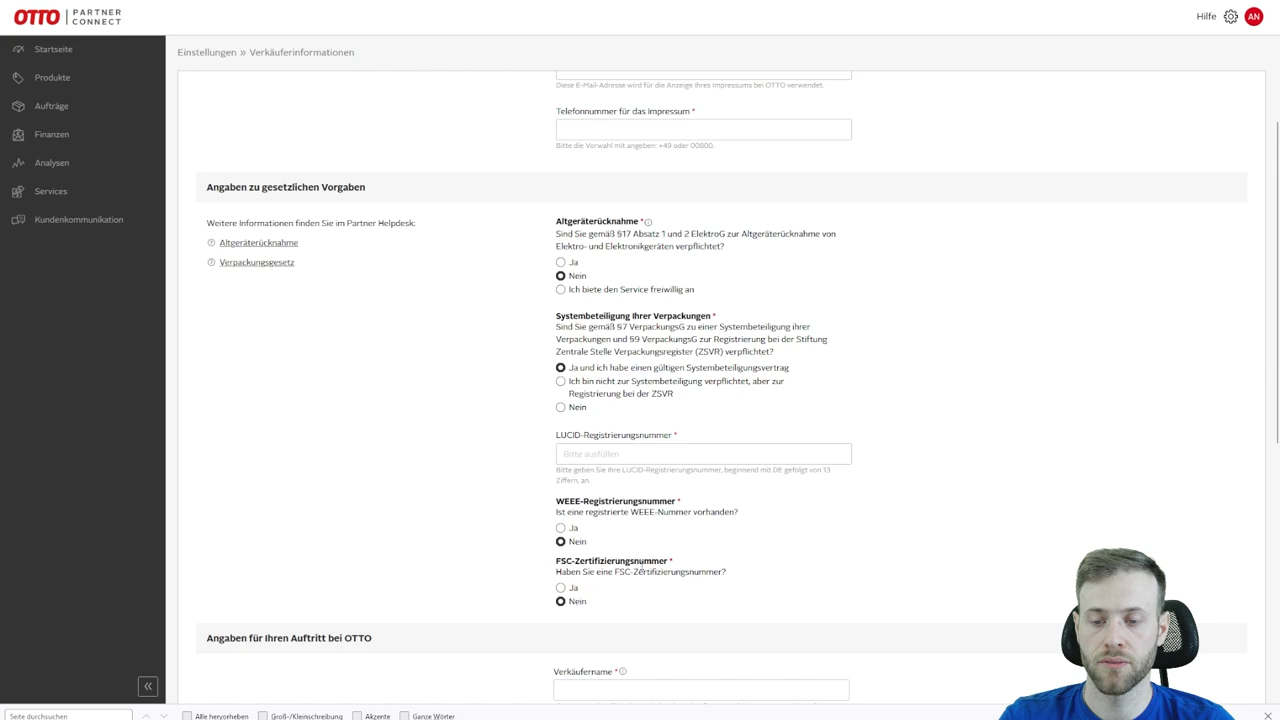 OTTO | PARTNER CONNECT
Hilfe
AN
Startseite
Produkte
Aufträge
Finanzen
Analysen
Services
Kundenkommunikation
Einstellungen » Verkäuferinformationen
Diese E-Mail-Adresse wird für die Anzeige Ihres Impressums bei OTTO verwendet.
Telefonnummer für das Impressum *
Bitte die Vorwahl mit angeben: +49 oder 00800.
Angaben zu gesetzlichen Vorgaben
Weitere Informationen finden Sie im Partner Helpdesk:
Altgeräterücknahme
Verpackungsgesetz
Altgeräterücknahme *
Sind Sie gemäß §17 Absatz 1 und 2 ElektroG zur Altgeräterücknahme von
Elektro- und Elektronikgeräten verpflichtet?
Ja
Nein
Ich biete den Service freiwillig an
Systembeteiligung Ihrer Verpackungen *
Sind Sie gemäß §7 VerpackungsG zu einer Systembeteiligung ihrer
Verpackungen und §9 VerpackungsG zur Registrierung bei der Stiftung
Zentrale Stelle Verpackungsregister (ZSVR) verpflichtet?
Ja und ich habe einen gültigen Systembeteiligungsvertrag
Ich bin nicht zur Systembeteiligung verpflichtet, aber zur
Registrierung bei der ZSVR
Nein
LUCID-Registrierungsnummer *
Bitte ausfüllen
Bitte geben Sie Ihre LUCID-Registrierungsnummer, beginnend mit DE gefolgt von 13
Ziffern, an.
WEEE-Registrierungsnummer *
Ist eine registrierte WEEE-Nummer vorhanden?
Ja
Nein
FSC-Zertifizierungsnummer *
Haben Sie eine FSC-Zertifizierungsnummer?
Ja
Nein
Angaben für Ihren Auftritt bei OTTO
Verkäufername *
Seite durchsuchen
Alle hervorheben
Groß-/Kleinschreibung
Akzente
Ganze Wörter